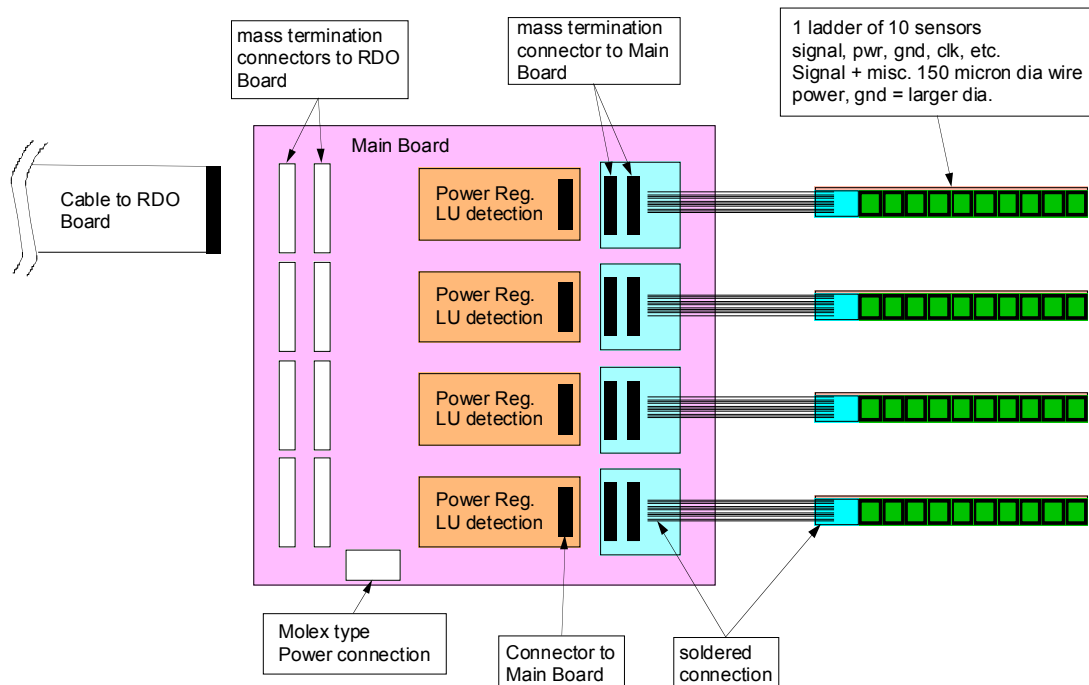 mass termination
connectors to RDO
Board
mass termination
connector to Main
Board
1 ladder of 10 sensors
signal, pwr, gnd, clk, etc.
Signal + misc. 150 micron dia wire
power, gnd = larger dia.
Main Board
Cable to RDO
Board
Power Reg.
LU detection
Power Reg.
LU detection
Power Reg.
LU detection
Power Reg.
LU detection
Molex type
Power connection
Connector to
Main Board
soldered
connection